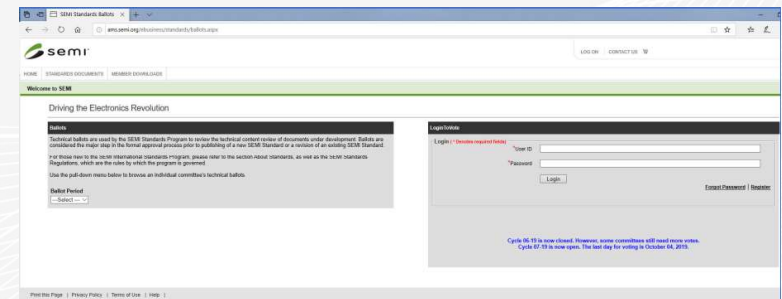 SEMI Standards Ballots
ams.semi.org/ebusiness/standards/ballots.aspx
semi
LOG ON CONTACT US
HOME STANDARDS DOCUMENTS MEMBER DOWNLOADS
Welcome to SEMI
Driving the Electronics Revolution
Ballots
Technical ballots are used by the SEMI Standards Program to review the technical content review of documents under development. Ballots are
considered the major step in the formal approval process prior to publishing of a new SEMI Standard or a revision of an existing SEMI Standard.
For those new to the SEMI International Standards Program, please refer to the section About Standards, as well as the SEMI Standards
Regulations, which are the rules by which the program is governed.
Use the pull-down menu below to browse an individual committee's technical ballots.
Ballot Period
---Select ---
LoginToVote
Login ( * Denotes required fields)
*User ID
*Password
Login
Forgot Password | Register
Cycle 06-19 is now closed. However, some committees still need more votes.
Cycle 07-19 is now open. The last day for voting is October 04, 2019.
Print this Page | Privacy Policy | Terms of Use | Help |